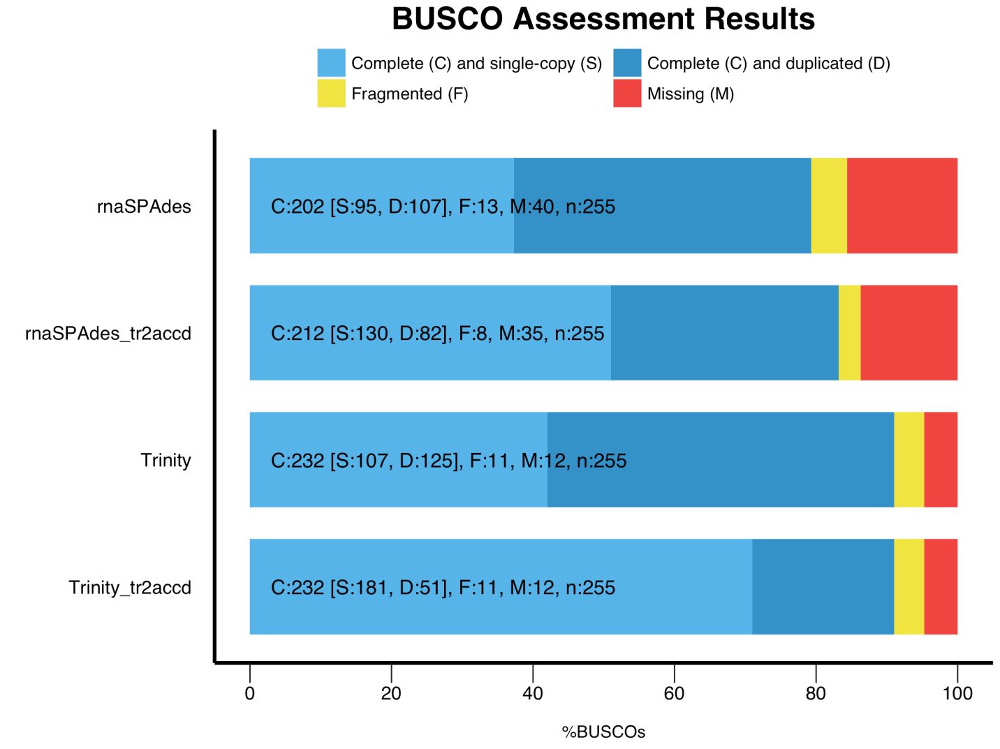 BUSCO Assessment Results
Complete (C) and single-copy (S)
Complete (C) and duplicated (D)
Fragmented (F)
Missing (M)
rnaSPAdes
C:202 [S:95, D:107], F:13, M:40, n:255
rnaSPAdes_tr2accd
C:212 [S:130, D:82], F:8, M:35, n:255
Trinity
C:232 [S:107, D:125], F:11, M:12, n:255
Trinity_tr2accd
C:232 [S:181, D:51], F:11, M:12, n:255
0 20 40 60 80 100
%BUSCOs